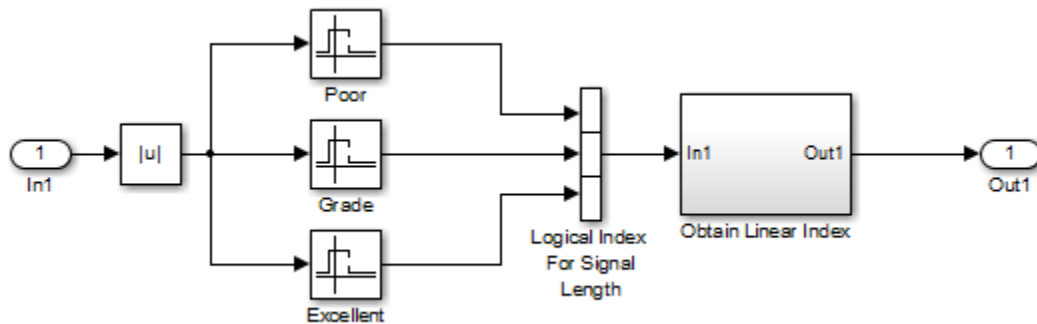 Poor
1
In1
|u|
Grade
Excellent
Logical Index
For Signal
Length
In1
Out1
Obtain Linear Index
1
Out1